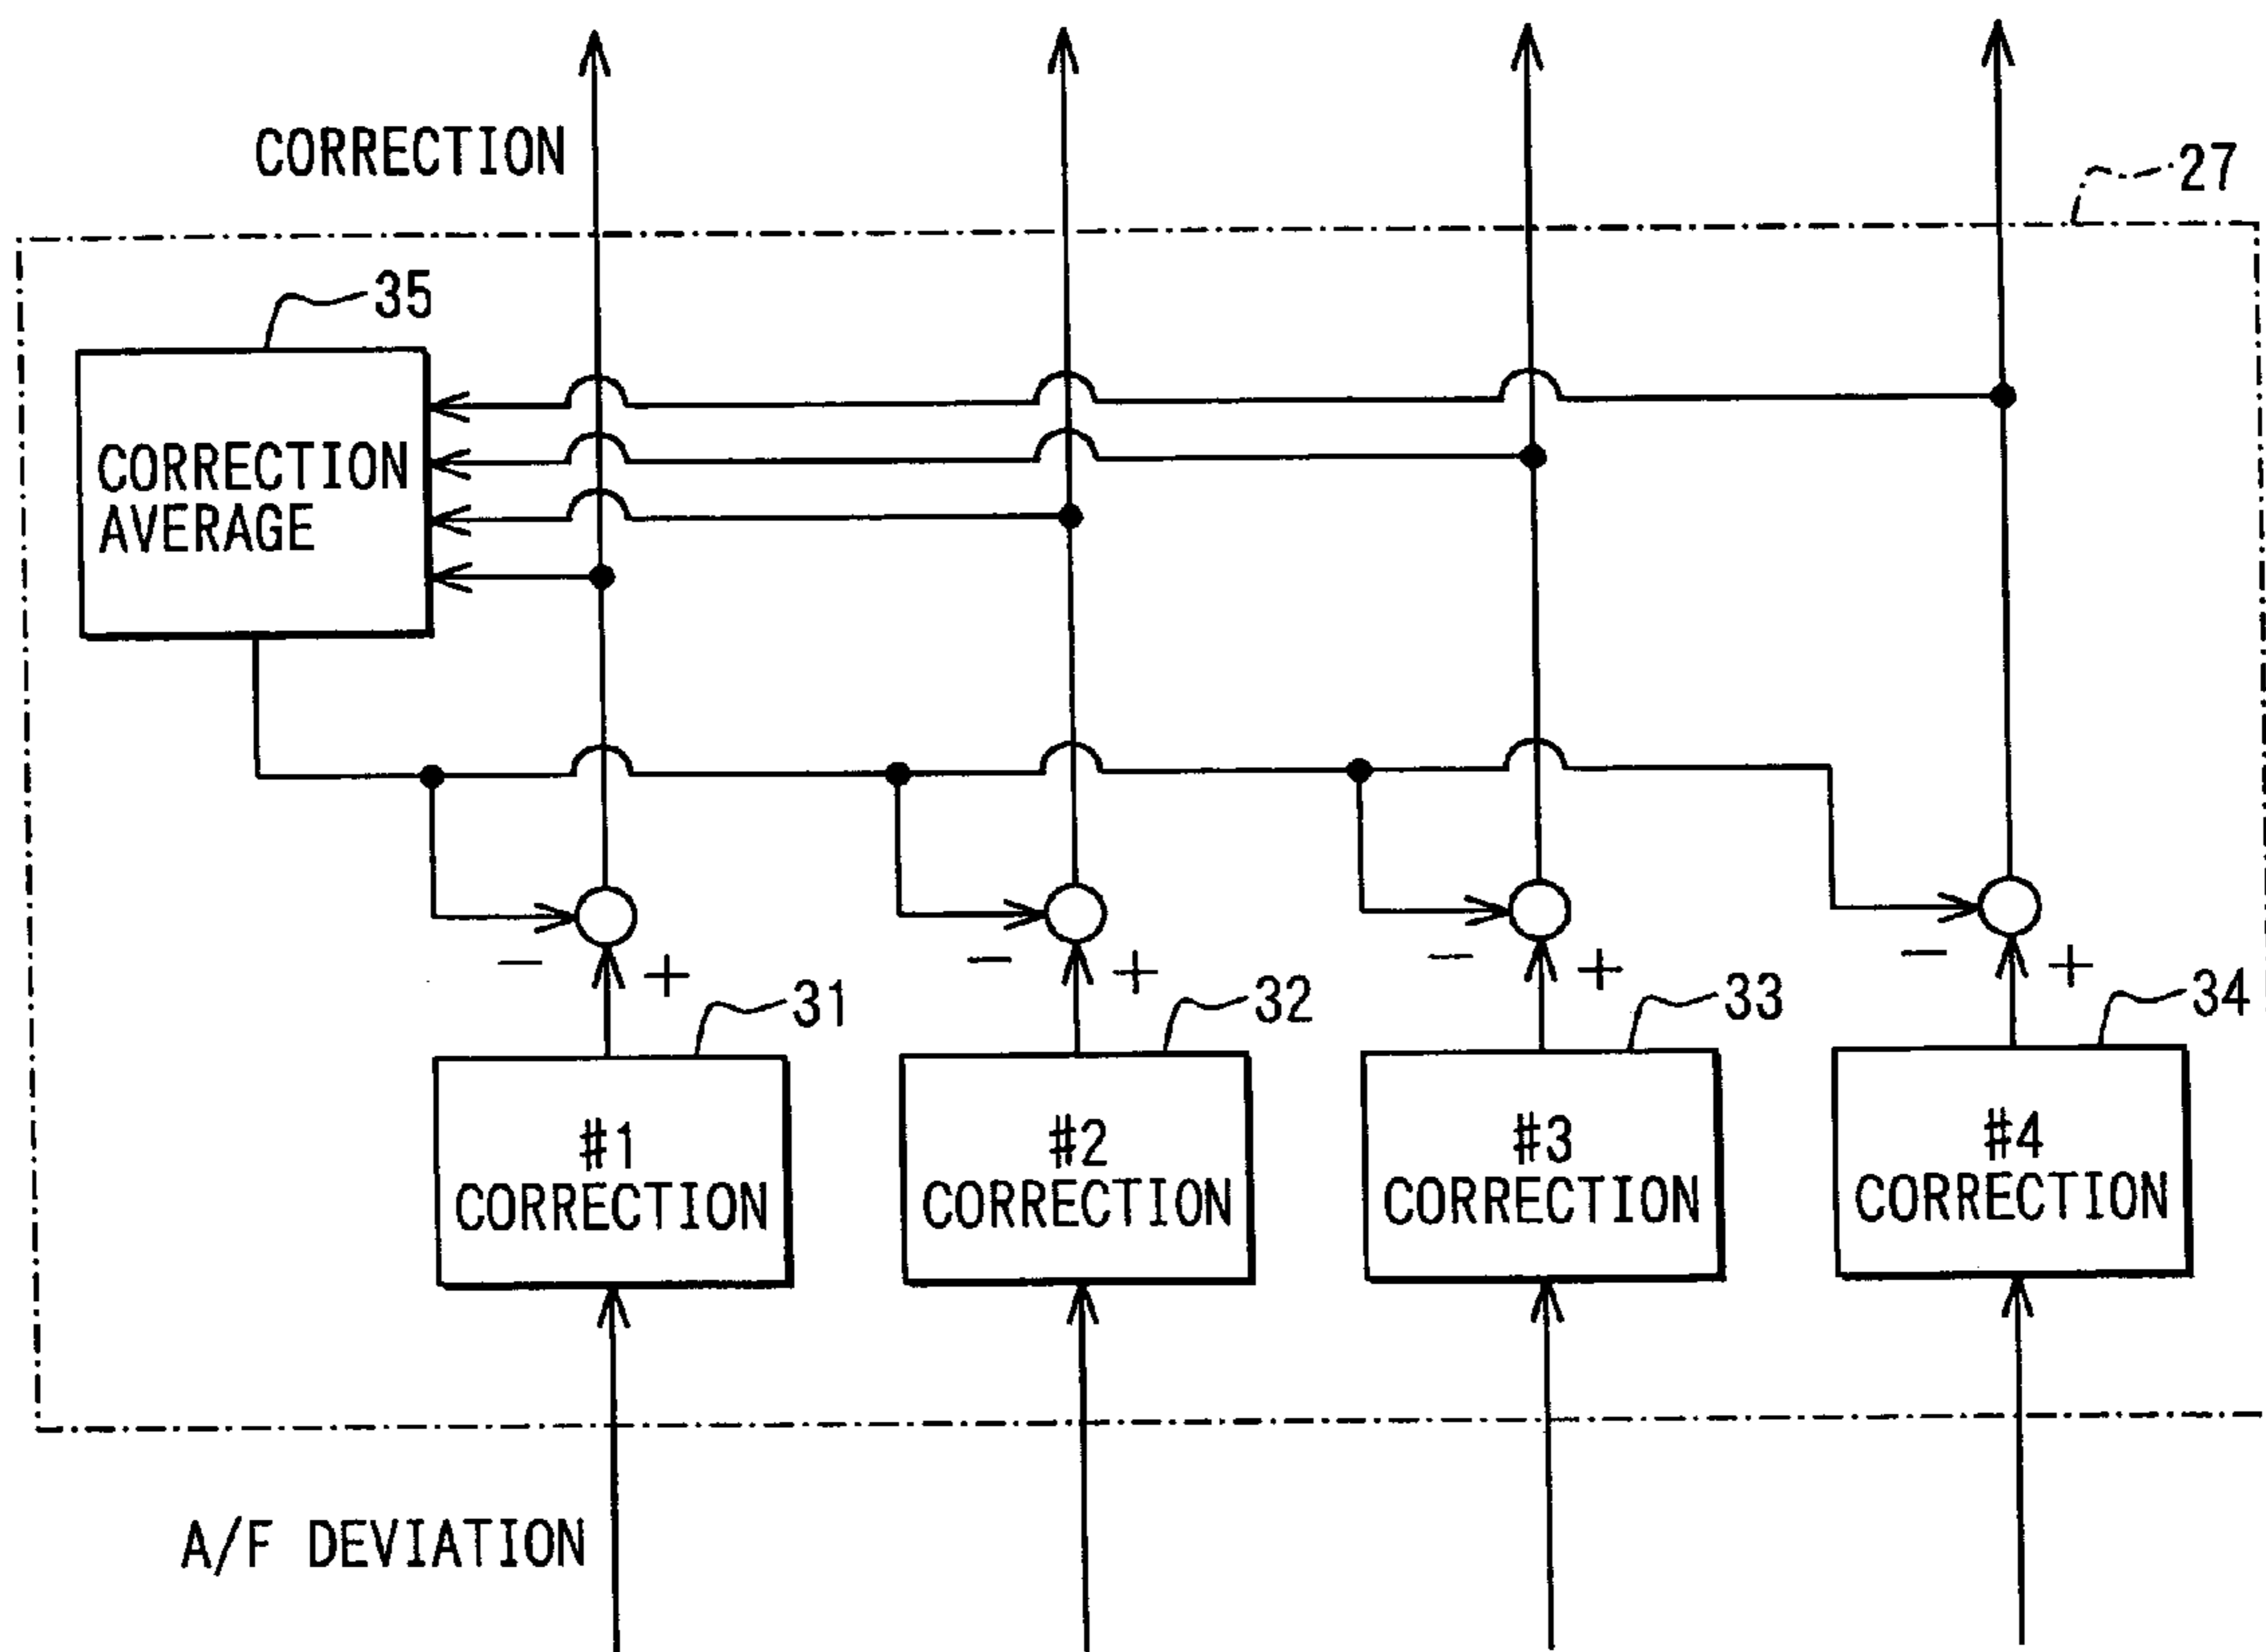 CORRECTION
27
35
CORRECTION
AVERAGE
− + − + − + − +
31
32
33
34
#1
CORRECTION
#2
CORRECTION
#3
CORRECTION
#4
CORRECTION
A/F DEVIATION